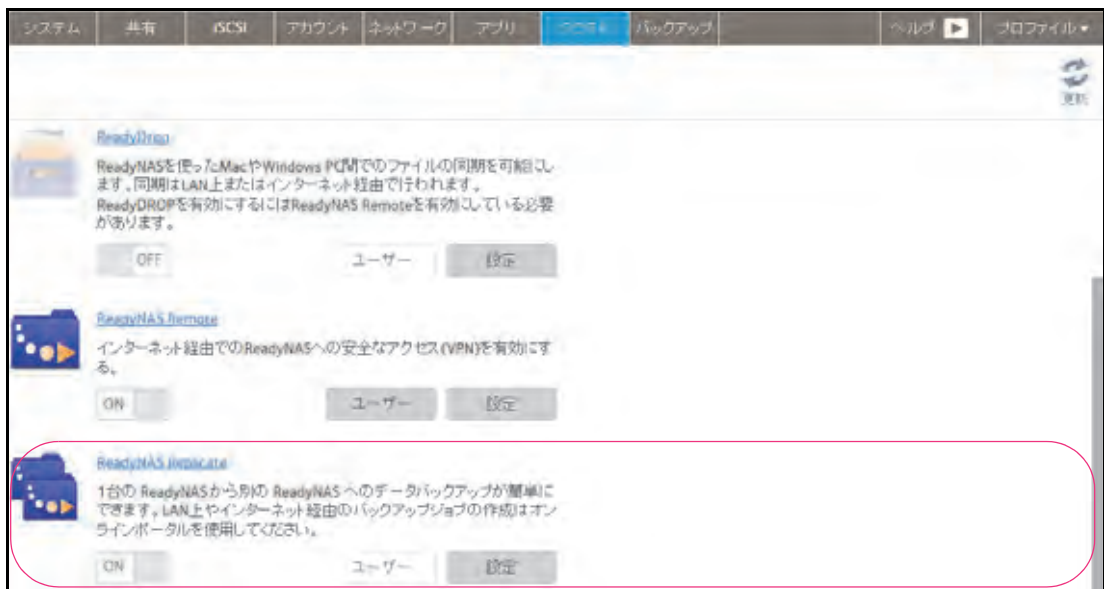 システム 共有 iSCSI アカウント ネットワーク アプリ バックアップ ヘルプ プロファイル
更新
ReadyDrop
ReadyNASを使ったMacやWindows PC間でのファイルの同期を可能にし
ます。同期はLAN上またはインターネット経由で行われます。
ReadyDROPを有効にするにはReadyNAS Remoteを有効にしている必要
があります。
OFF ユーザー 設定
ReadyNAS Remote
インターネット経由でのReadyNASへの安全なアクセス(VPN)を有効にす
る。
ON ユーザー 設定
ReadyNAS Replicate
1台の ReadyNASから別の ReadyNAS へのデータバックアップが簡単に
できます。LAN上やインターネット経由のバックアップジョブの作成はオン
ラインポータルを使用してください。
ON ユーザー 設定